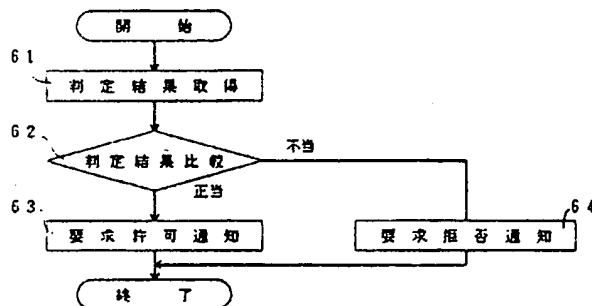 開始
61
判定結果取得
62
判定結果比較
不当
正当
63
要求許可通知
64
要求拒否通知
終了